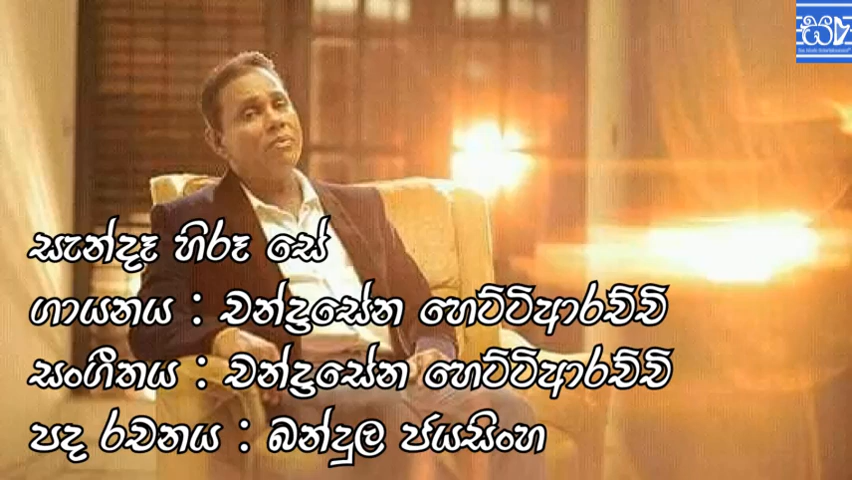 සැන්දෑ හිරු සේ
ගායනය : චන්ද්‍රසේන හෙට්ටිආරච්චි
සංගීතය : චන්ද්‍රසේන හෙට්ටිආරච්චි
පද රචනය : බන්දුල ජයසිංහ